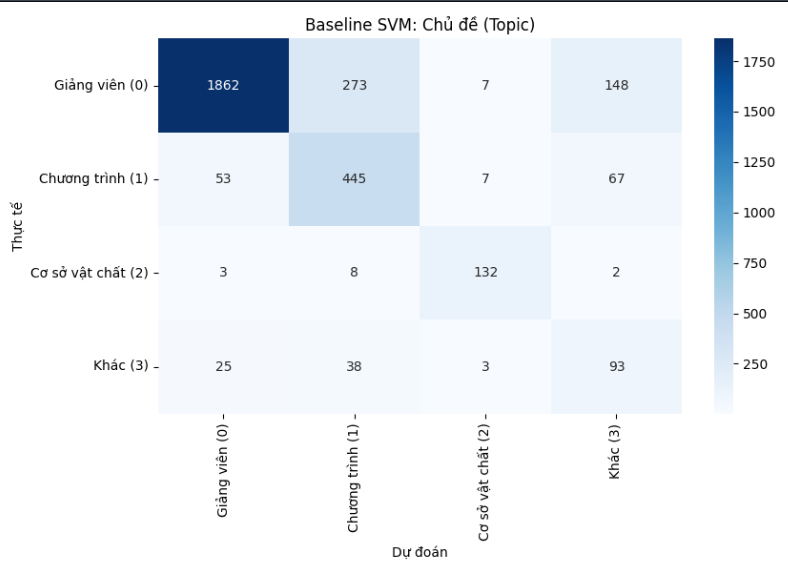 Baseline SVM: Chủ đề (Topic)
Giảng viên (0)
1862 273 7 148
Chương trình (1)
53 445 7 67
Cơ sở vật chất (2)
3 8 132 2
Khác (3)
25 38 3 93
Thực tế
Giảng viên (0)
Chương trình (1)
Cơ sở vật chất (2)
Khác (3)
Dự đoán
1750
1500
1250
1000
750
500
250